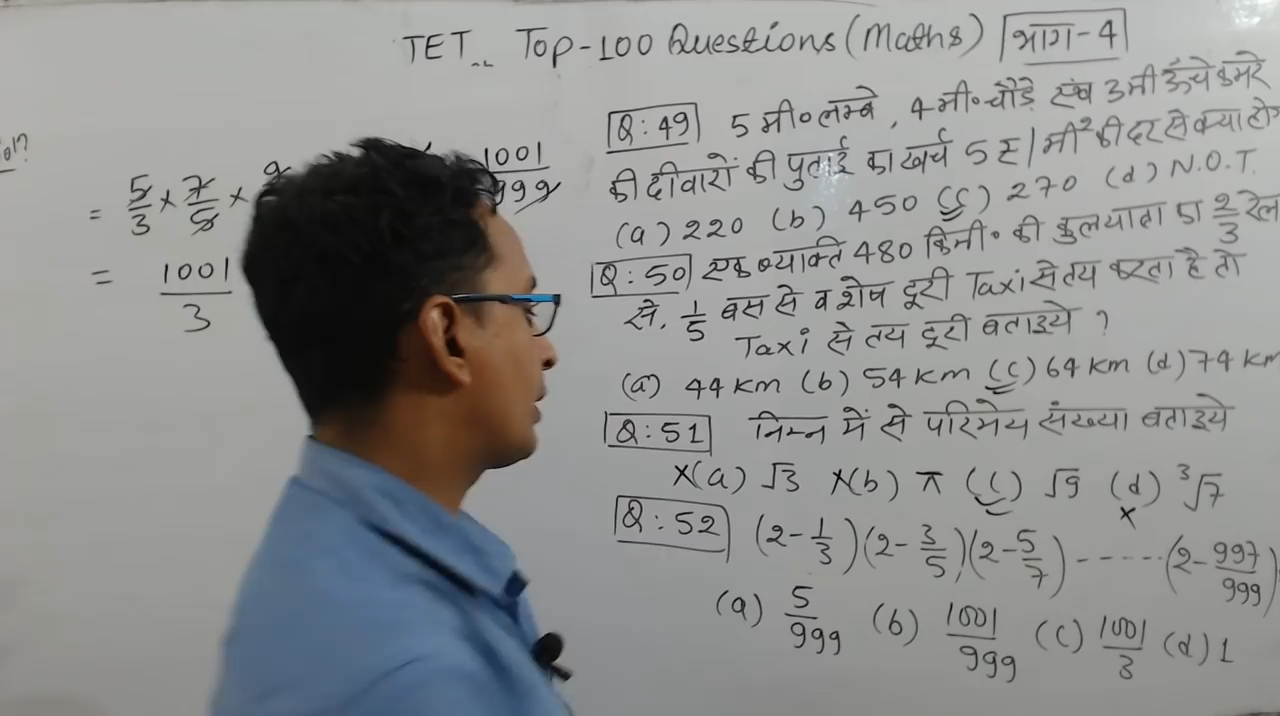 TET Top-100 Questions (Maths) भाग-4
Q:49 5 मी० लम्बे, 4 मी० चौड़े एवं 3 मी ऊँचे कमरे
की दीवारों की पुताई का खर्च 5 रु/मी² की दर से क्या
(a) 220 (b) 450 (c) 270 (d) N.O.T.
Q:50 एक व्यक्ति 480 किमी० की कुल यात्रा का 2/3 रेल
से, 1/5 बस से व शेष दूरी Taxi से तय करता है तो
Taxi से तय दूरी बताइये ?
(a) 44 km (b) 54 km (c) 64 km (d) 74 km
Q:51 निम्न में से परिमेय संख्या बताइये
×(a) √3 ×(b) π (c) √9 (d) ∛7
×
Q:52 (2-1/3)(2-3/5)(2-5/7)------(2-997/999)
(a) 5/999 (b) 1001/999 (c) 1001/3 (d) 1
= 5/3 × 7/5 × 1001/999
= 1001/3